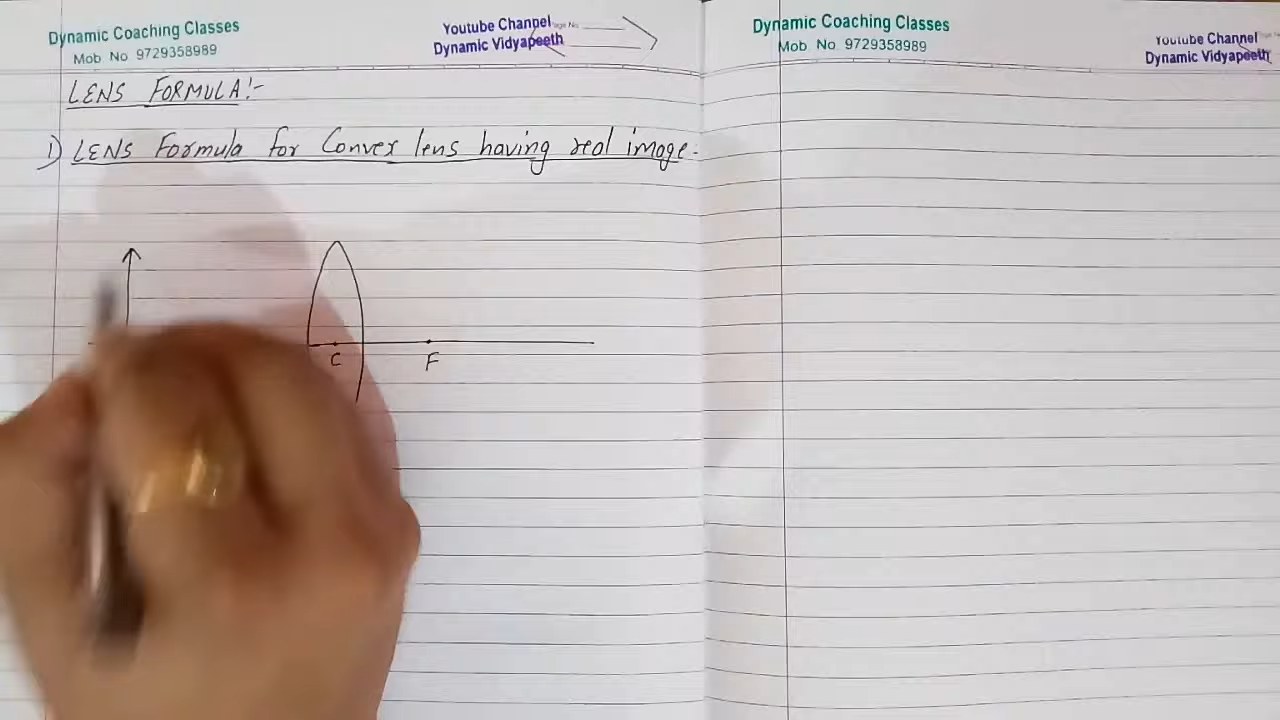 Dynamic Coaching Classes
Mob No 9729358989
Youtube Channel
Dynamic Vidyapeeth
LENS FORMULA:-
1) LENS Formula for Convex lens having real image.
C
F
Dynamic Coaching Classes
Mob No 9729358989
Youtube Channel
Dynamic Vidyapeeth